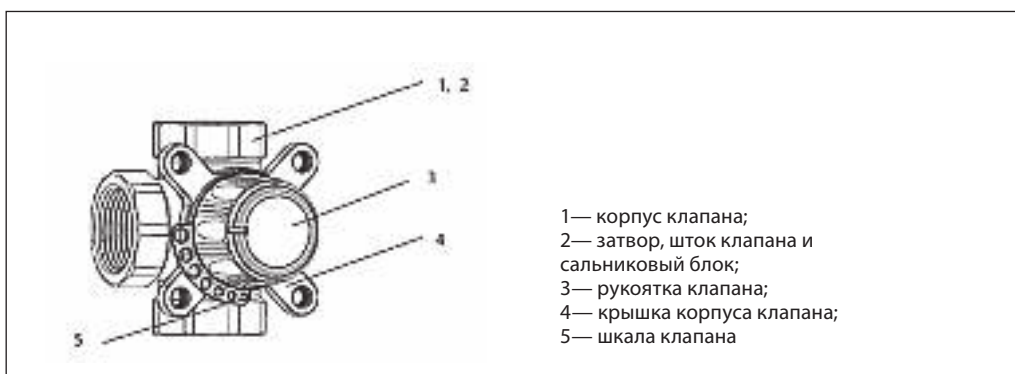 1, 2
3
4
5
1— корпус клапана;
2— затвор, шток клапана и
сальниковый блок;
3— рукоятка клапана;
4— крышка корпуса клапана;
5— шкала клапана